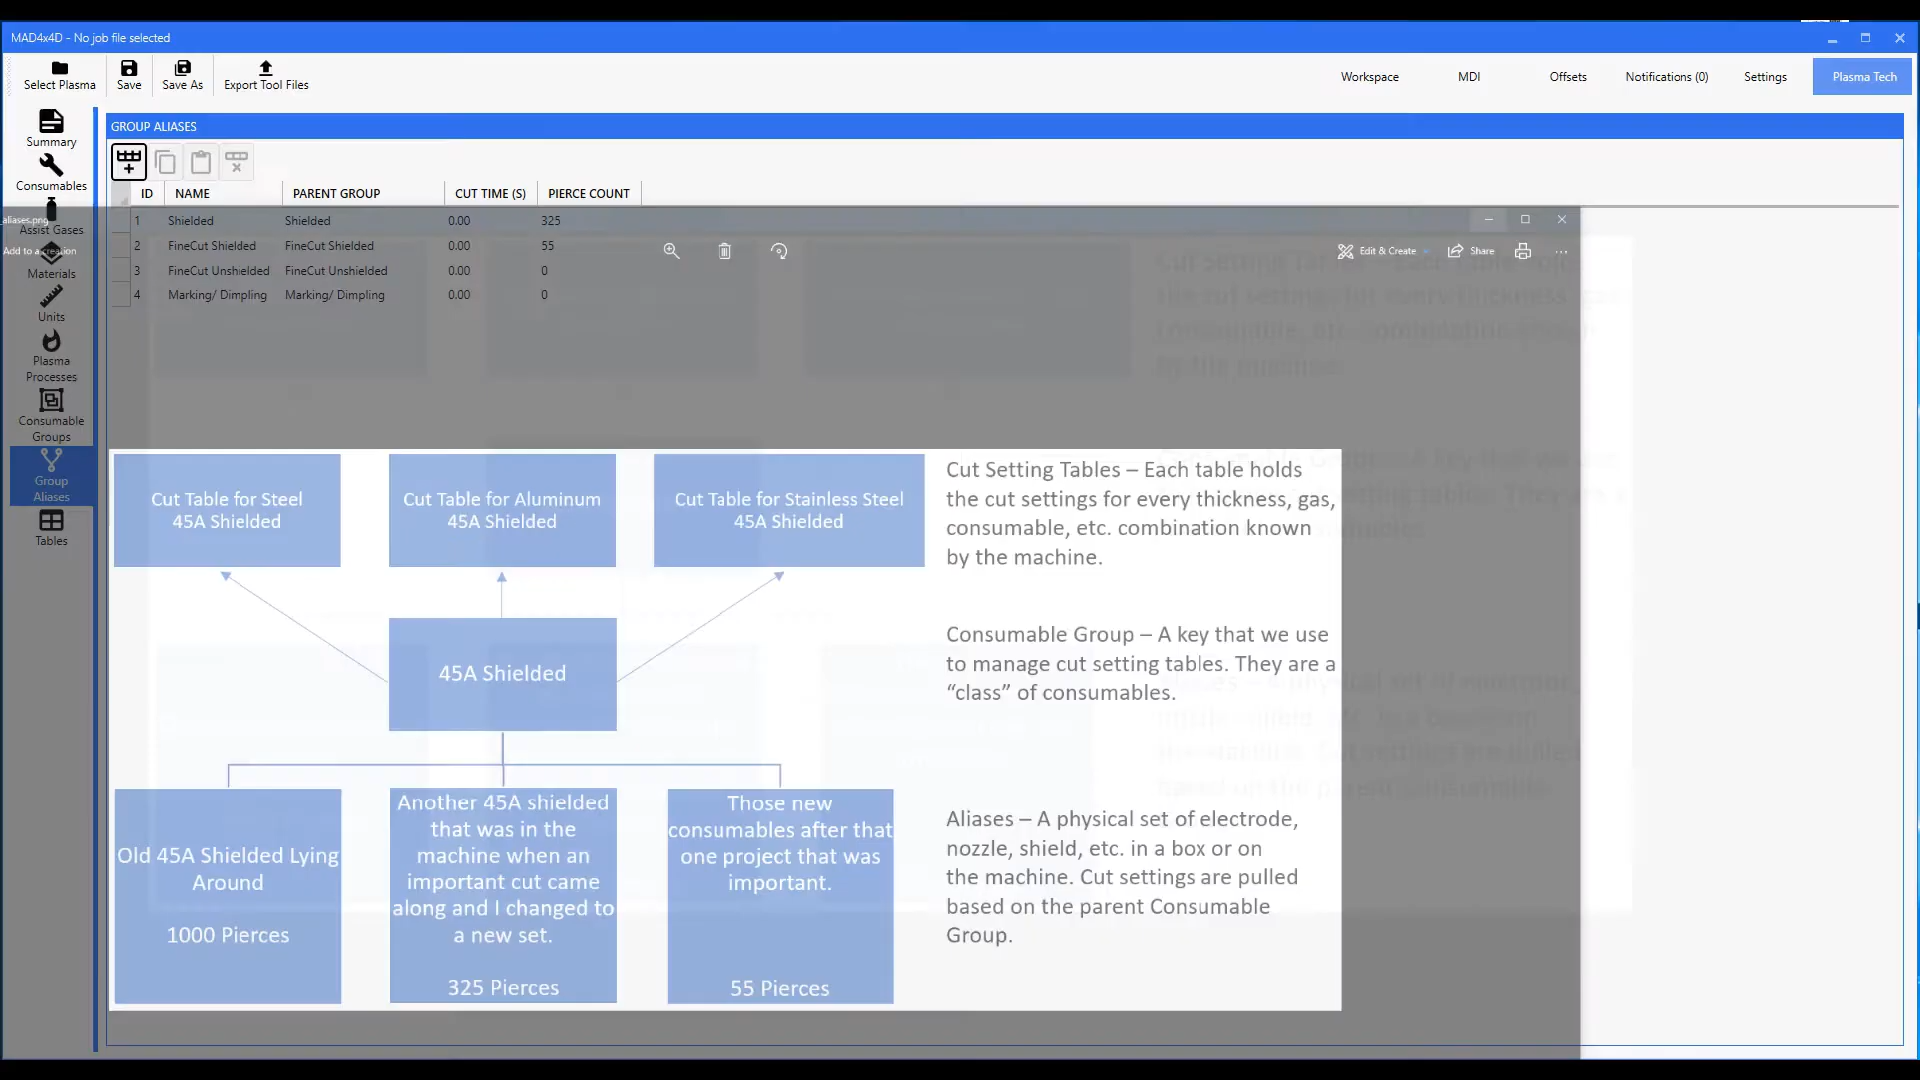 MAD4x4D - No job file selected
Select Plasma
Save
Save As
Export Tool Files
Workspace
MDI
Offsets
Notifications (0)
Settings
Plasma Tech
Summary
Consumables
Assist Gases
Materials
Units
Plasma
Processes
Consumable
Groups
Group
Aliases
Tables
GROUP ALIASES
ID NAME PARENT GROUP CUT TIME (S) PIERCE COUNT
1 Shielded Shielded 0.00 325
2 FineCut Shielded FineCut Shielded 0.00 55
3 FineCut Unshielded FineCut Unshielded 0.00 0
4 Marking/ Dimpling Marking/ Dimpling 0.00 0
aliases.png
Add to a creation
Edit & Create
Share
Cut Table for Steel
45A Shielded
Cut Table for Aluminum
45A Shielded
Cut Table for Stainless Steel
45A Shielded
Cut Setting Tables – Each table holds
the cut settings for every thickness, gas,
consumable, etc. combination known
by the machine.
45A Shielded
Consumable Group – A key that we use
to manage cut setting tables. They are a
“class” of consumables.
Old 45A Shielded Lying
Around
1000 Pierces
Another 45A shielded
that was in the
machine when an
important cut came
along and I changed to
a new set.
325 Pierces
Those new
consumables after that
one project that was
important.
55 Pierces
Aliases – A physical set of electrode,
nozzle, shield, etc. in a box or on
the machine. Cut settings are pulled
based on the parent Consumable
Group.